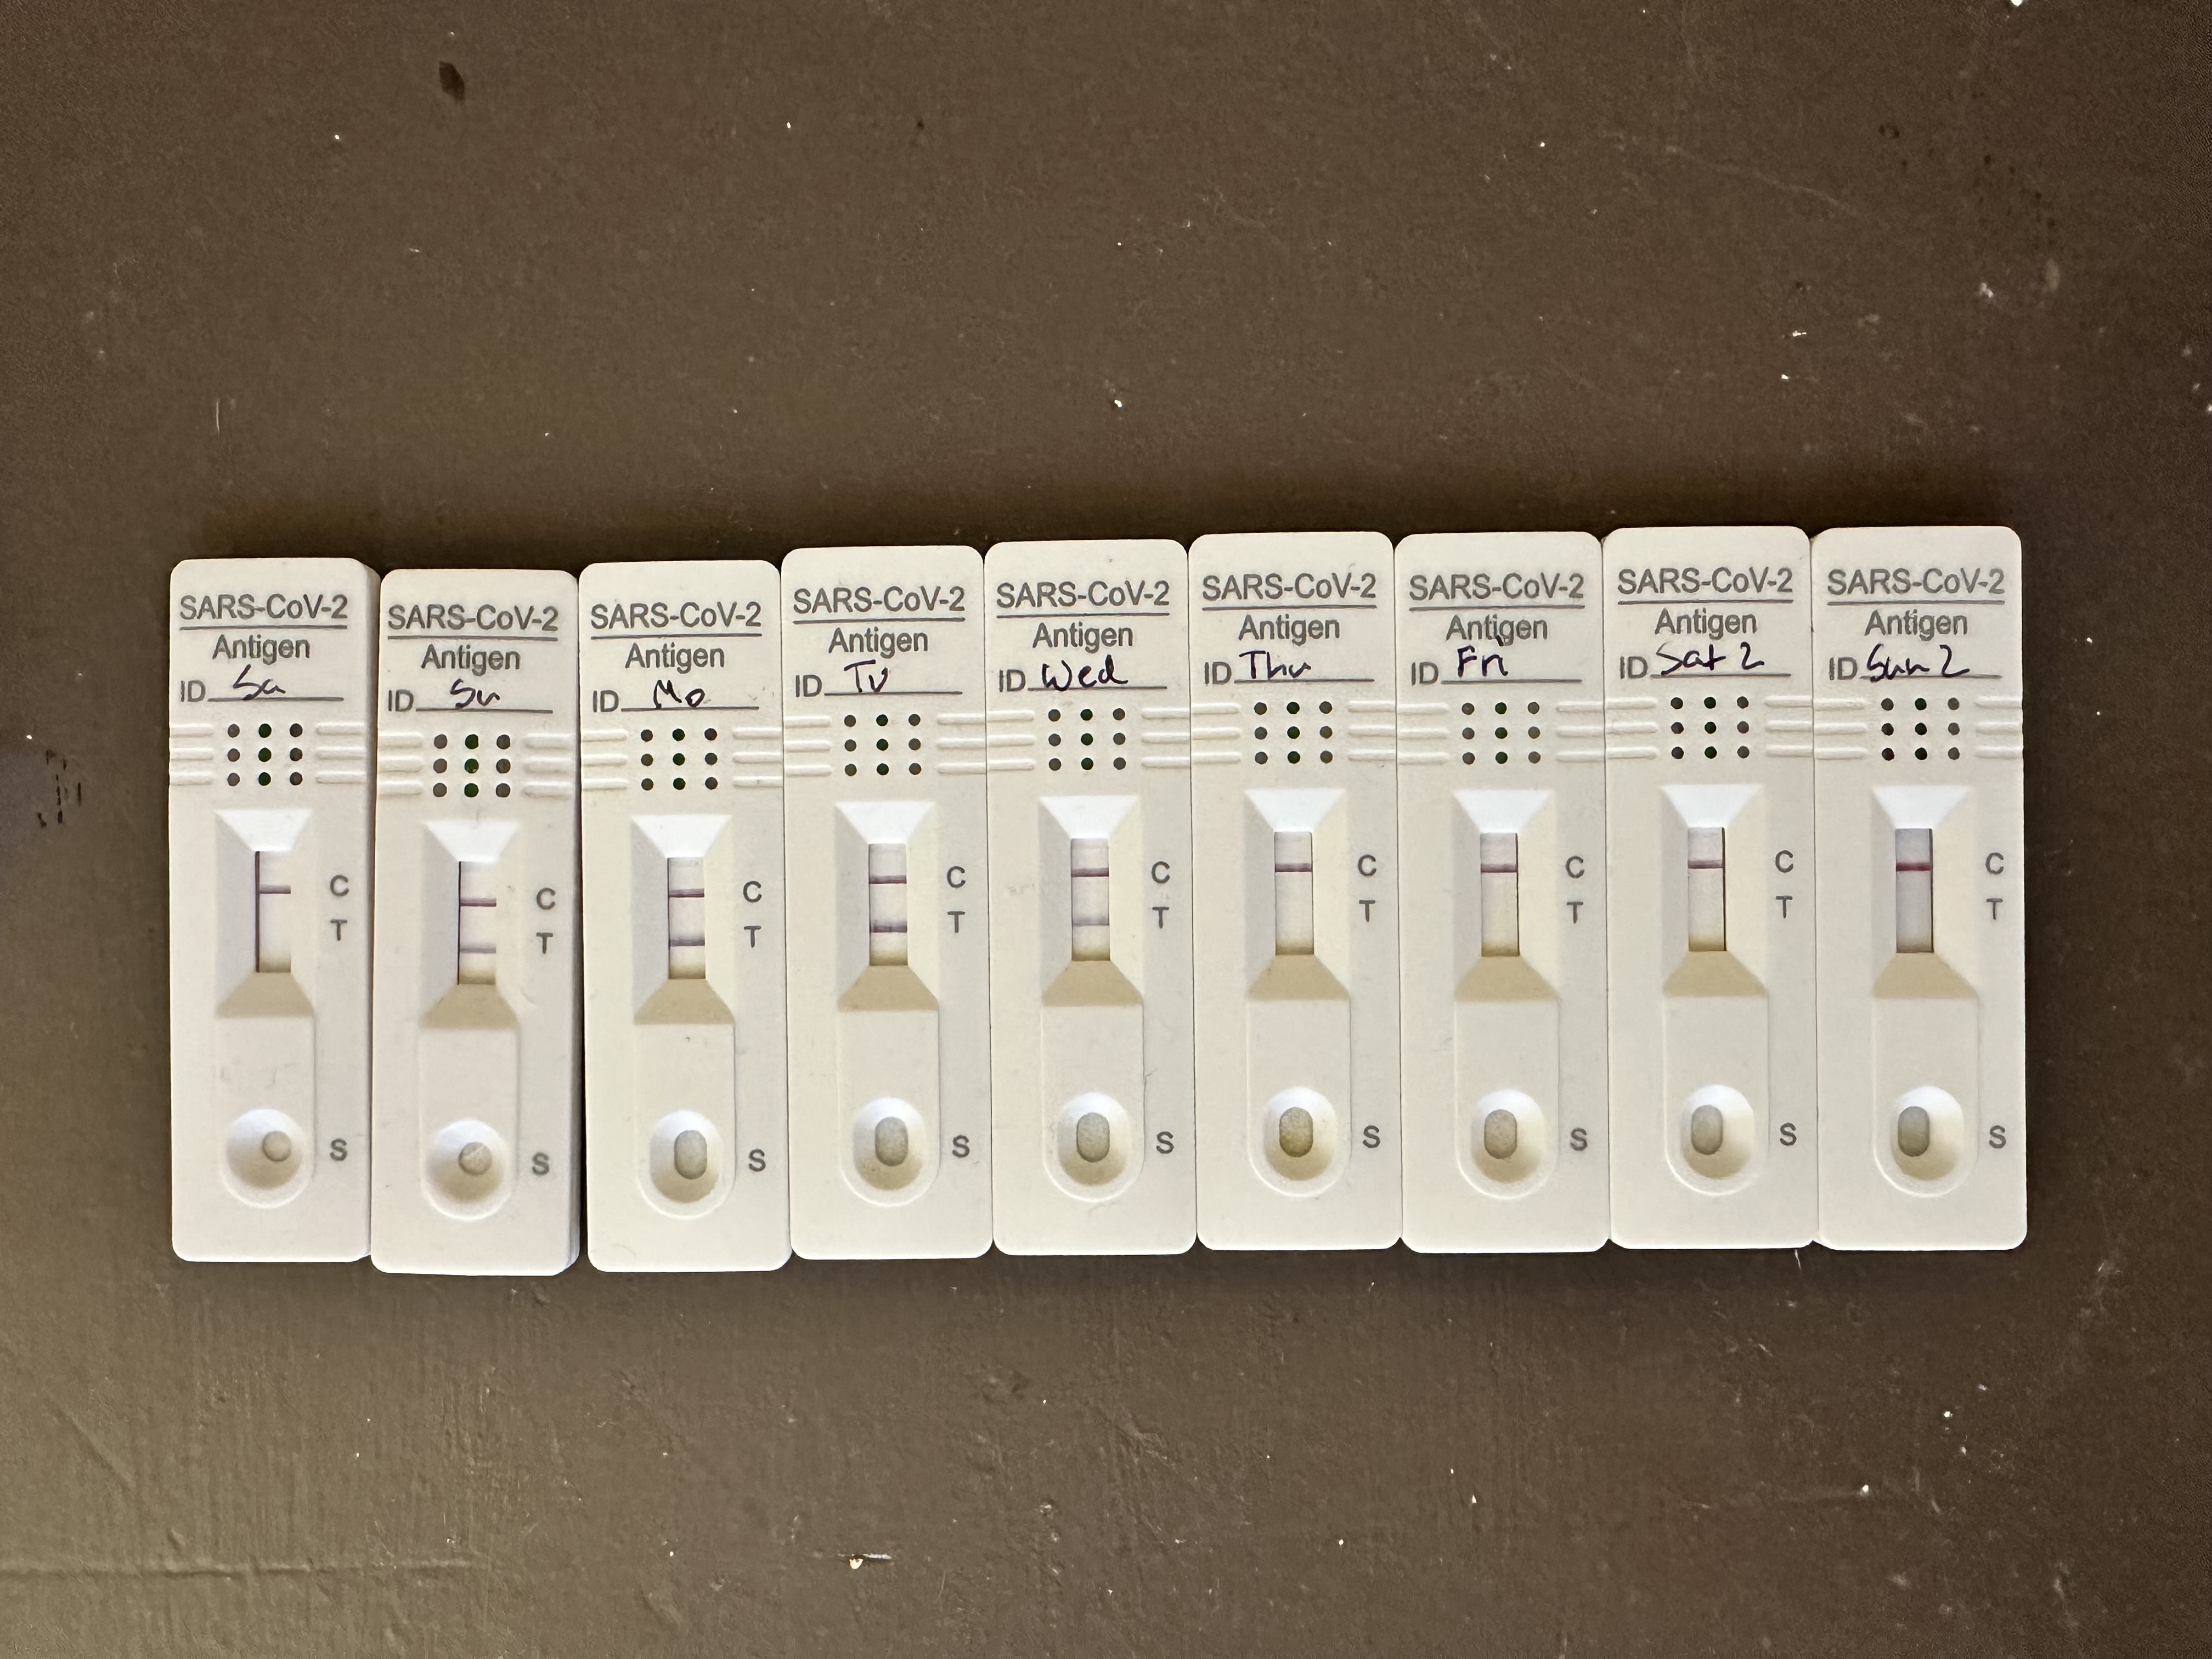 SARS-CoV-2
Antigen
ID Sa
C
T
S
SARS-CoV-2
Antigen
ID Su
C
T
S
SARS-CoV-2
Antigen
ID Mo
C
T
S
SARS-CoV-2
Antigen
ID Tu
C
T
S
SARS-CoV-2
Antigen
ID Wed
C
T
S
SARS-CoV-2
Antigen
ID Thu
C
T
S
SARS-CoV-2
Antigen
ID Fri
C
T
S
SARS-CoV-2
Antigen
ID Sat 2
C
T
S
SARS-CoV-2
Antigen
ID Sun 2
C
T
S